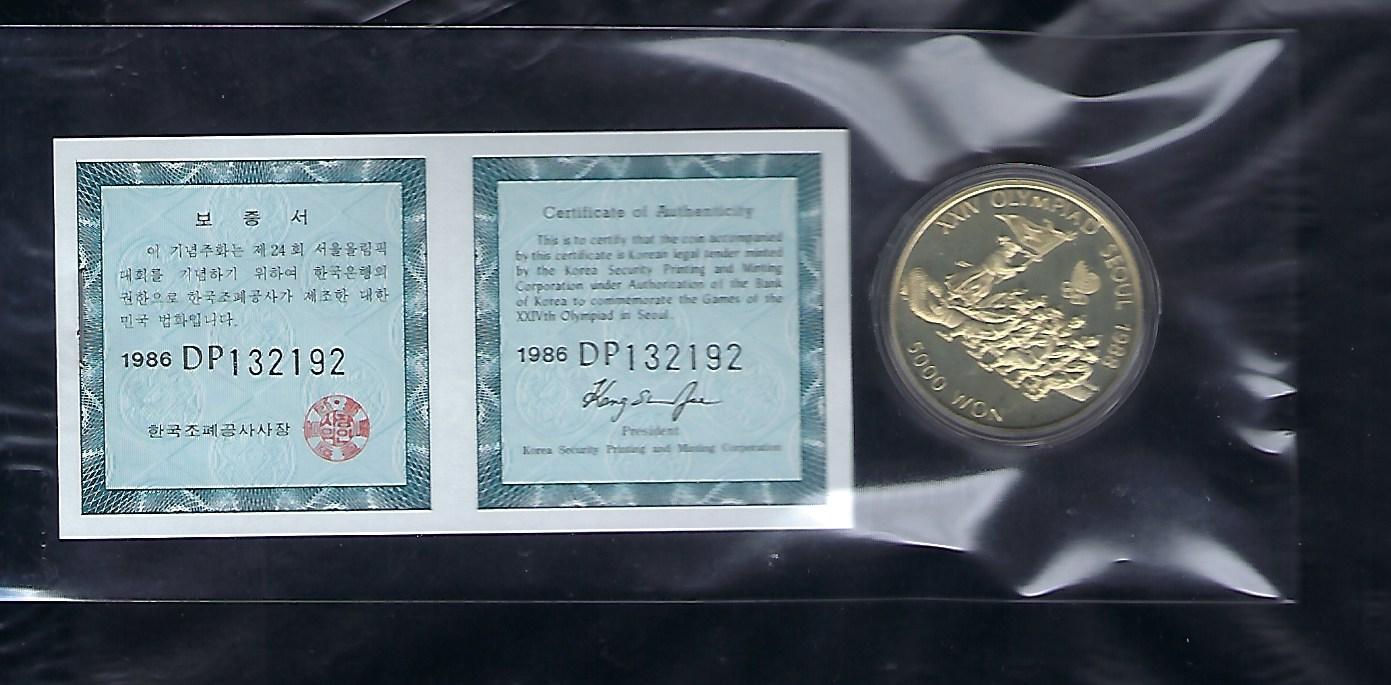 보 증 서
이 기념주화는 제24회 서울올림픽
대회를 기념하기 위하여 한국은행의
권한으로 한국조폐공사가 제조한 대한
민국 법화입니다.
1986 DP132192
한국조폐공사사장
Certificate of Authenticity
This is to certify that the coin accompanied
by this certificate is Korean legal tender minted
by the Korea Security Printing and Minting
Corporation under Authorization of the Bank
of Korea to commemorate the Games of the
XXIVth Olympiad in Seoul.
1986 DP132192
President
Korea Security Printing and Minting Corporation
XXIV OLYMPIAD SEOUL 1988
5000 WON